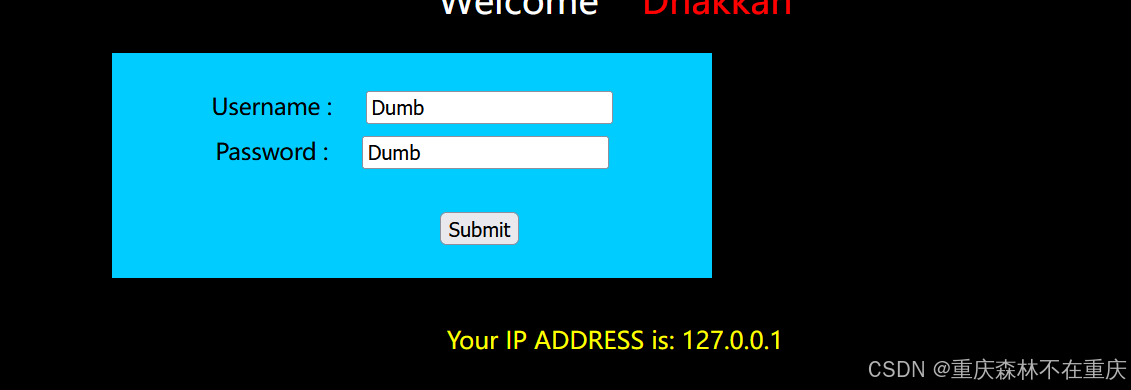 Welcome Dhakkan
Username : Dumb
Password : Dumb
Submit
Your IP ADDRESS is: 127.0.0.1
CSDN @重庆森林不在重庆